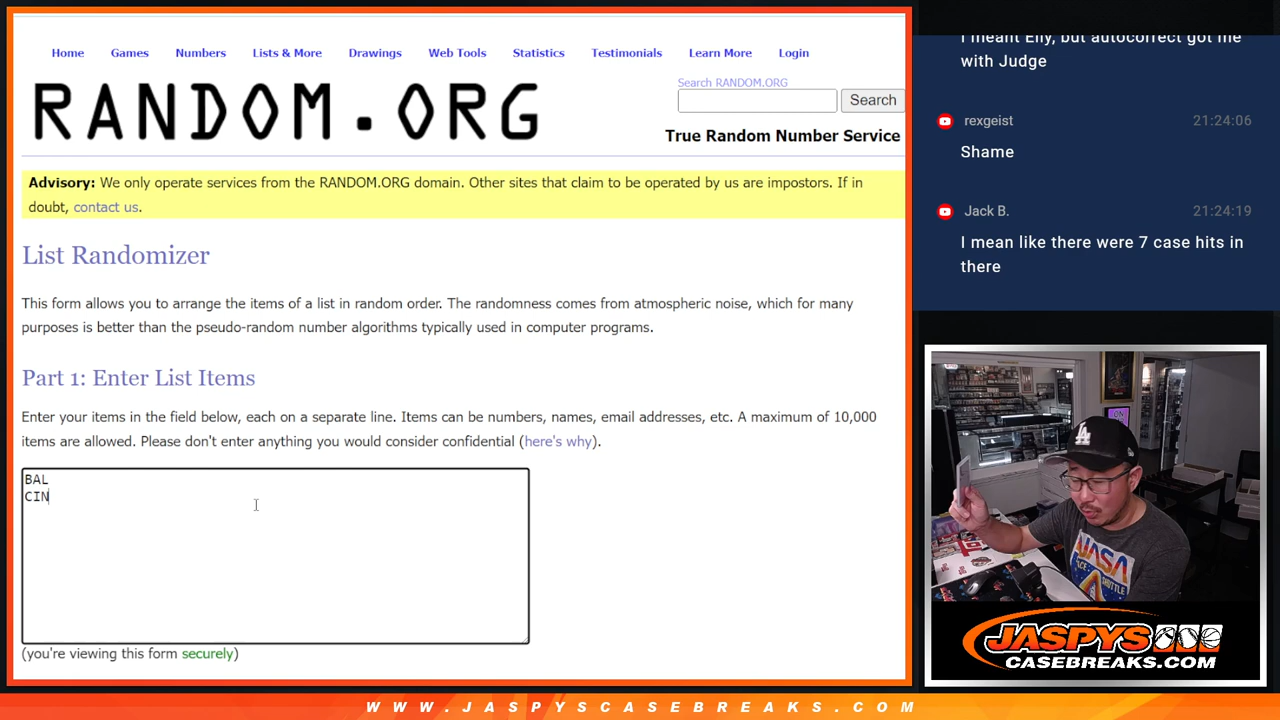 Home Games Numbers Lists & More Drawings Web Tools Statistics Testimonials Learn More Login
RANDOM.ORG
Search RANDOM.ORG
Search
True Random Number Service
Advisory: We only operate services from the RANDOM.ORG domain. Other sites that claim to be operated by us are impostors. If in
doubt, contact us.
List Randomizer
This form allows you to arrange the items of a list in random order. The randomness comes from atmospheric noise, which for many
purposes is better than the pseudo-random number algorithms typically used in computer programs.
Part 1: Enter List Items
Enter your items in the field below, each on a separate line. Items can be numbers, names, email addresses, etc. A maximum of 10,000
items are allowed. Please don't enter anything you would consider confidential (here's why).
BAL
CIN
(you're viewing this form securely)
I meant Elly, but autocorrect got me
with Judge
rexgeist 21:24:06
Shame
Jack B. 21:24:19
I mean like there were 7 case hits in
there
LA
ON
NASA
SPACE
SHUTTLE
JASPYS
CASEBREAKS.COM
WWW.JASPYSCASEBREAKS.COM